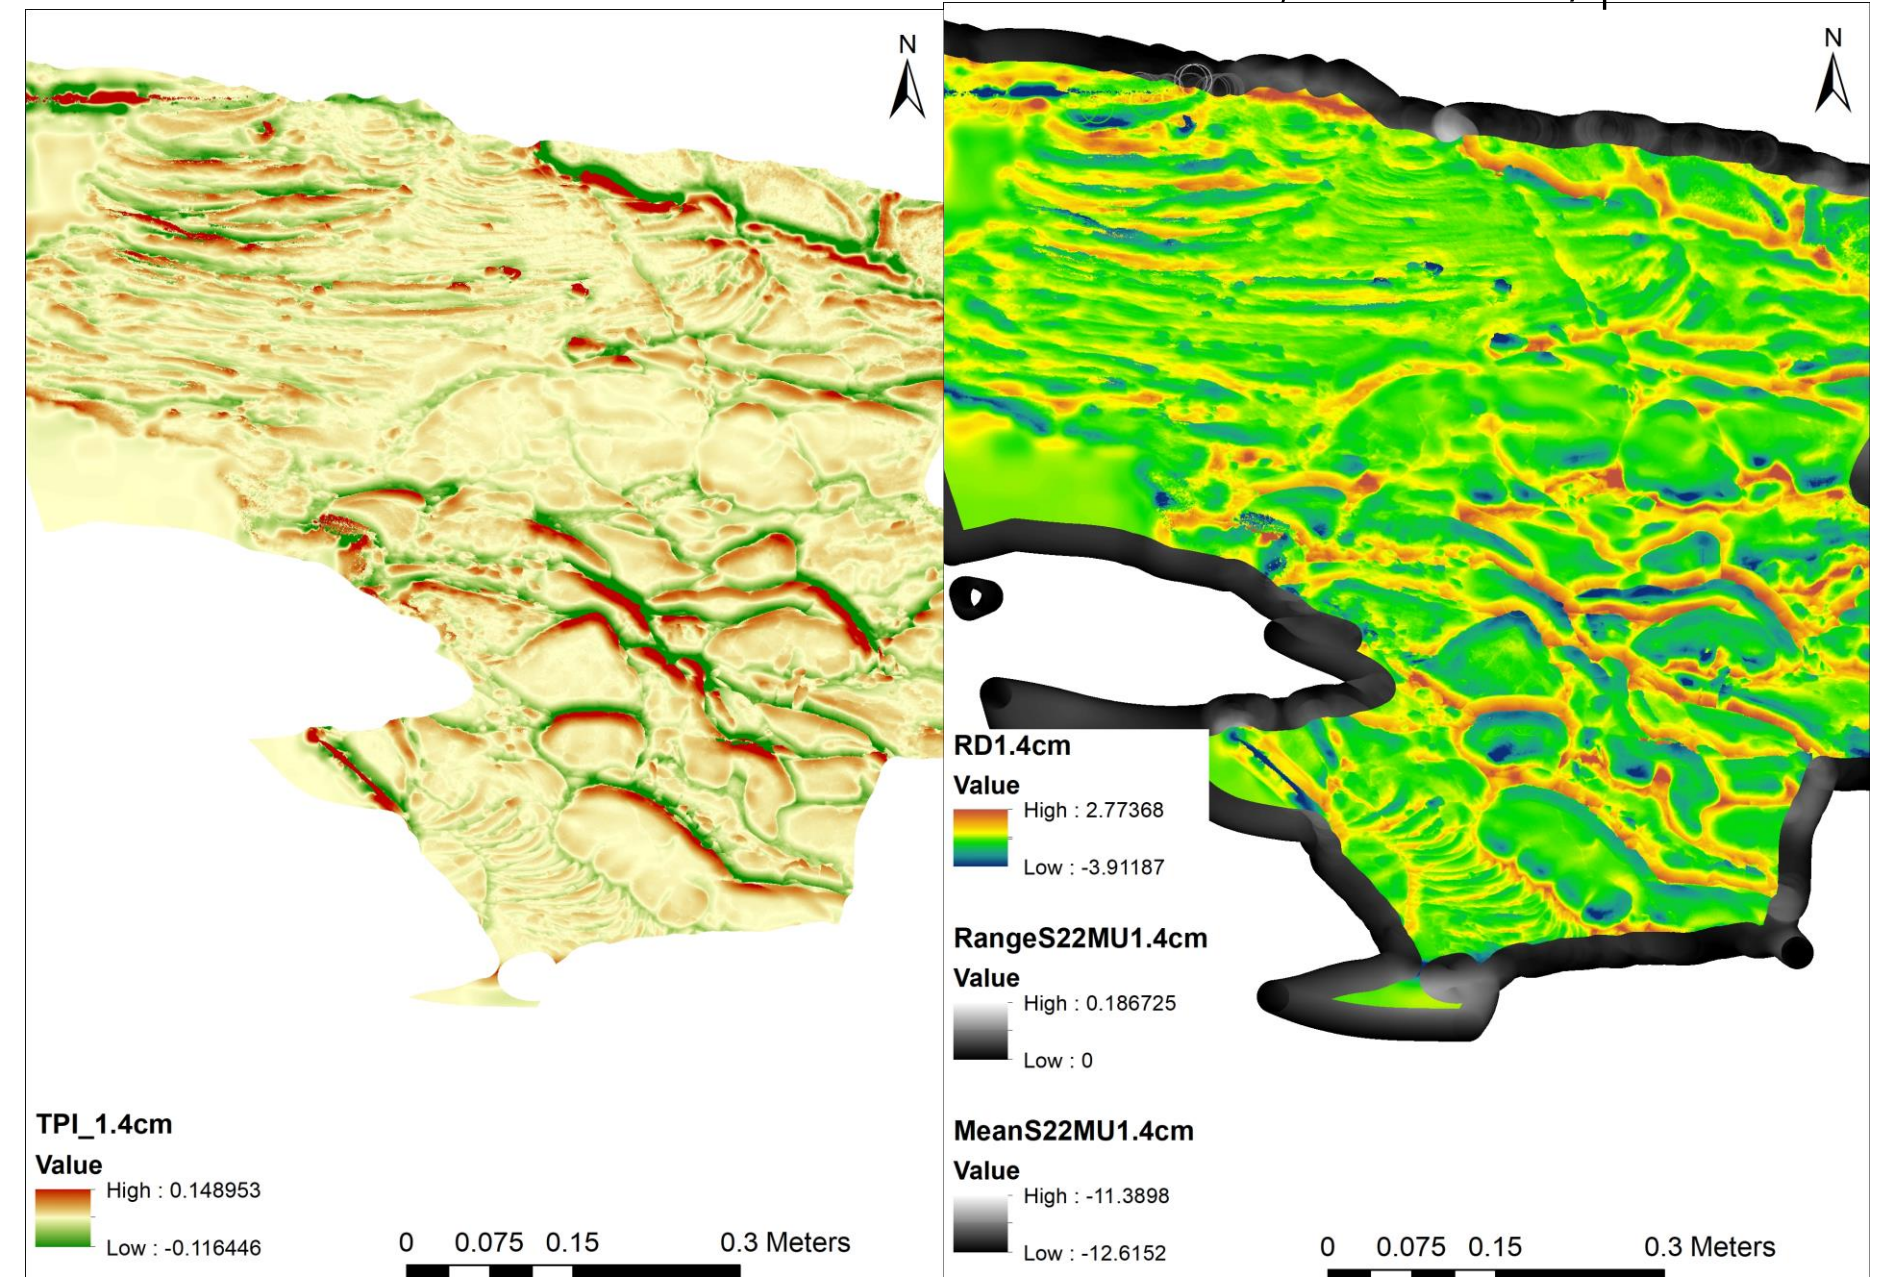 N
TPI_1.4cm
Value
High : 0.148953
Low : -0.116446
0 0.075 0.15 0.3 Meters
N
RD1.4cm
Value
High : 2.77368
Low : -3.91187
RangeS22MU1.4cm
Value
High : 0.186725
Low : 0
MeanS22MU1.4cm
Value
High : -11.3898
Low : -12.6152
0 0.075 0.15 0.3 Meters